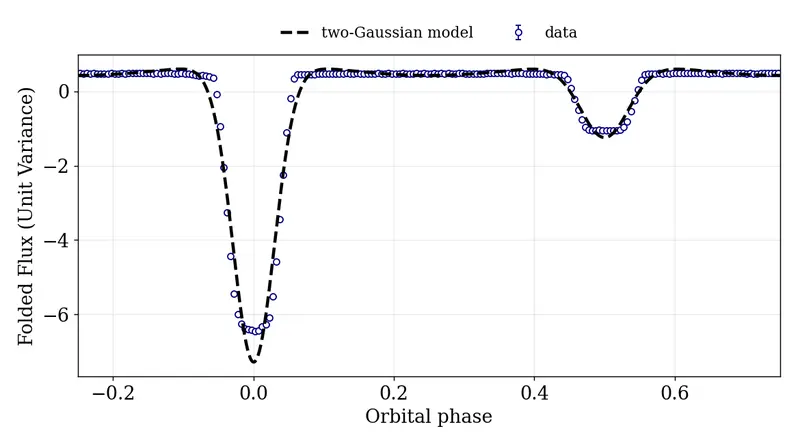 two-Gaussian model data
Folded Flux (Unit Variance)
0
−2
−4
−6
−0.2 0.0 0.2 0.4 0.6
Orbital phase